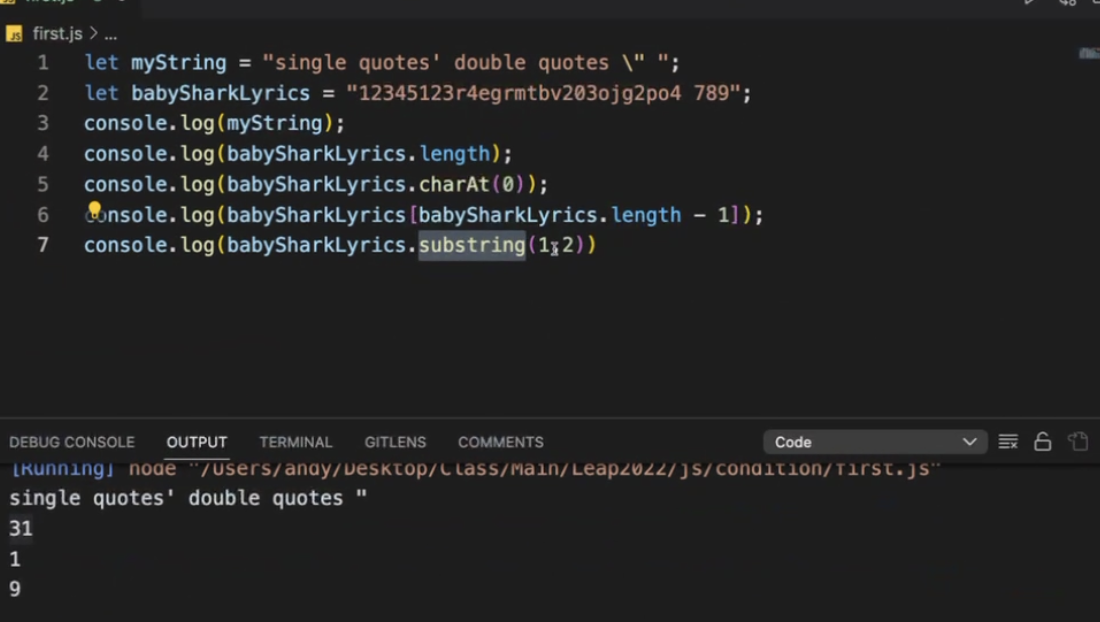 first.js > ...
1 let myString = "single quotes' double quotes \" ";
2 let babySharkLyrics = "12345123r4egrmtbv203ojg2po4 789";
3 console.log(myString);
4 console.log(babySharkLyrics.length);
5 console.log(babySharkLyrics.charAt(0));
6 console.log(babySharkLyrics[babySharkLyrics.length - 1]);
7 console.log(babySharkLyrics.substring(1,2))
DEBUG CONSOLE OUTPUT TERMINAL GITLENS COMMENTS Code
[Running] node "/Users/andy/Desktop/Class/Main/Leap2022/js/condition/first.js"
single quotes' double quotes "
31
1
9